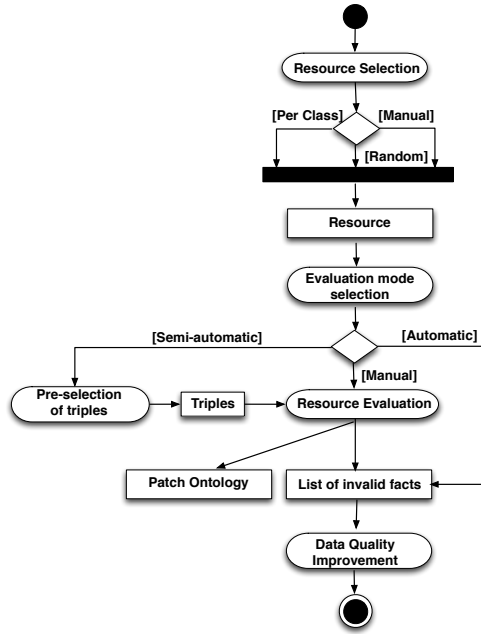 Resource Selection
[Per Class]
[Manual]
[Random]
Resource
Evaluation mode
selection
[Semi-automatic]
[Automatic]
[Manual]
Pre-selection
of triples
Triples
Resource Evaluation
Patch Ontology
List of invalid facts
Data Quality
Improvement